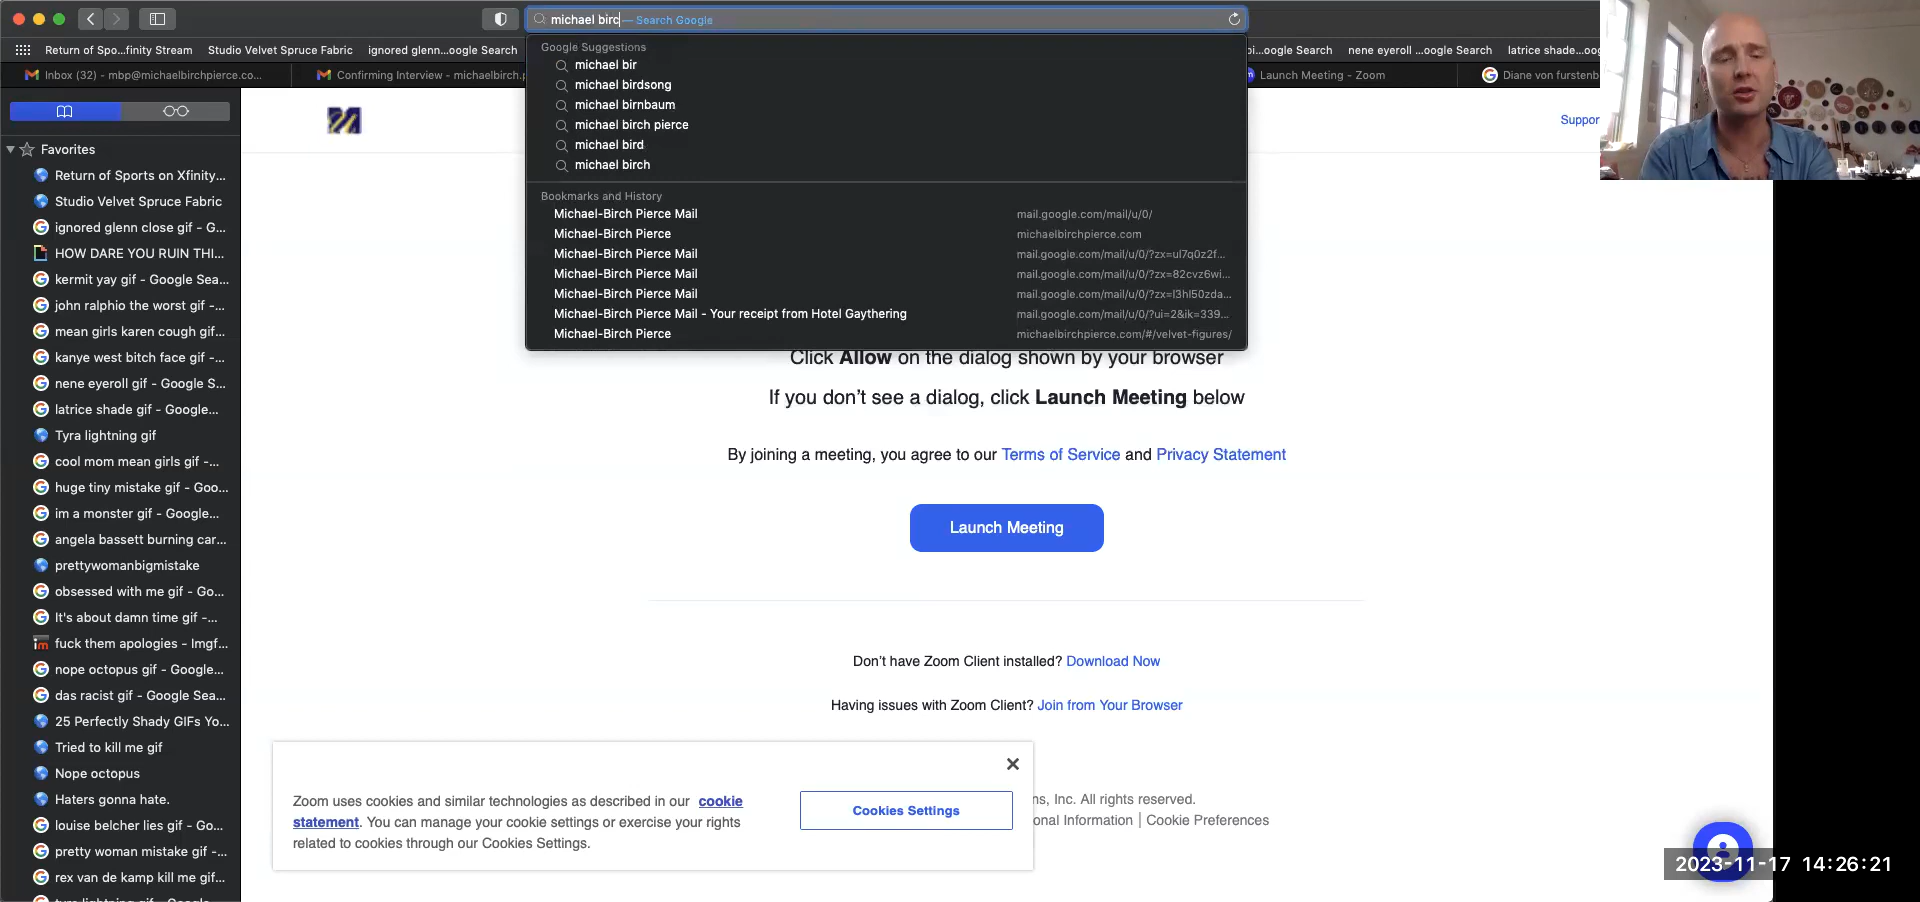 michael birc — Search Google
Return of Spo...finity Stream
Studio Velvet Spruce Fabric
ignored glenn...oogle Search
oi...oogle Search
nene eyeroll ...oogle Search
latrice shade...oog
Inbox (32) - mbp@michaelbirchpierce.co...
Confirming Interview - michaelbirch.p
Launch Meeting - Zoom
Diane von furstenb
Google Suggestions
michael bir
michael birdsong
michael birnbaum
michael birch pierce
michael bird
michael birch
Bookmarks and History
Michael-Birch Pierce Mail mail.google.com/mail/u/0/
Michael-Birch Pierce michaelbirchpierce.com
Michael-Birch Pierce Mail mail.google.com/mail/u/0/?zx=ul7q0z2f...
Michael-Birch Pierce Mail mail.google.com/mail/u/0/?zx=82cvz6wi...
Michael-Birch Pierce Mail mail.google.com/mail/u/0/?zx=l3hl50zda...
Michael-Birch Pierce Mail - Your receipt from Hotel Gaythering mail.google.com/mail/u/0/?ui=2&ik=339...
Michael-Birch Pierce michaelbirchpierce.com/#/velvet-figures/
Favorites
Return of Sports on Xfinity...
Studio Velvet Spruce Fabric
ignored glenn close gif - G...
HOW DARE YOU RUIN THI...
kermit yay gif - Google Sea...
john ralphio the worst gif -...
mean girls karen cough gif...
kanye west bitch face gif -...
nene eyeroll gif - Google S...
latrice shade gif - Google...
Tyra lightning gif
cool mom mean girls gif -...
huge tiny mistake gif - Goo...
im a monster gif - Google...
angela bassett burning car...
prettywomanbigmistake
obsessed with me gif - Go...
It's about damn time gif -...
fuck them apologies - Imgf...
nope octopus gif - Google...
das racist gif - Google Sea...
25 Perfectly Shady GIFs Yo...
Tried to kill me gif
Nope octopus
Haters gonna hate.
louise belcher lies gif - Go...
pretty woman mistake gif -...
rex van de kamp kill me gif...
Suppor
Click Allow on the dialog shown by your browser
If you don't see a dialog, click Launch Meeting below
By joining a meeting, you agree to our Terms of Service and Privacy Statement
Launch Meeting
Don't have Zoom Client installed? Download Now
Having issues with Zoom Client? Join from Your Browser
ns, Inc. All rights reserved.
onal Information | Cookie Preferences
Zoom uses cookies and similar technologies as described in our cookie
statement. You can manage your cookie settings or exercise your rights
related to cookies through our Cookies Settings.
Cookies Settings
2023-11-17 14:26:21